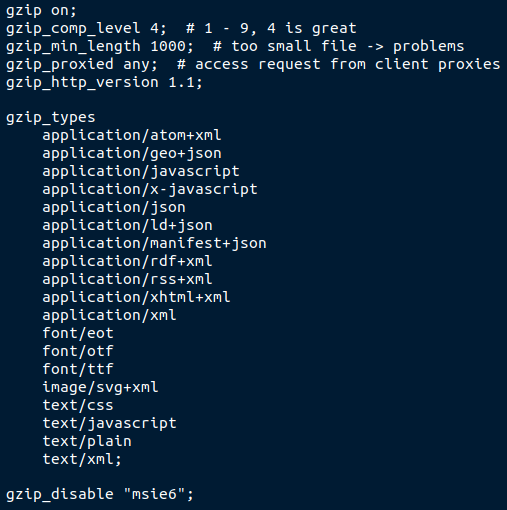 gzip on;
gzip_comp_level 4;  # 1 - 9, 4 is great
gzip_min_length 1000;  # too small file -> problems
gzip_proxied any;  # access request from client proxies
gzip_http_version 1.1;

gzip_types
    application/atom+xml
    application/geo+json
    application/javascript
    application/x-javascript
    application/json
    application/ld+json
    application/manifest+json
    application/rdf+xml
    application/rss+xml
    application/xhtml+xml
    application/xml
    font/eot
    font/otf
    font/ttf
    image/svg+xml
    text/css
    text/javascript
    text/plain
    text/xml;

gzip_disable "msie6";